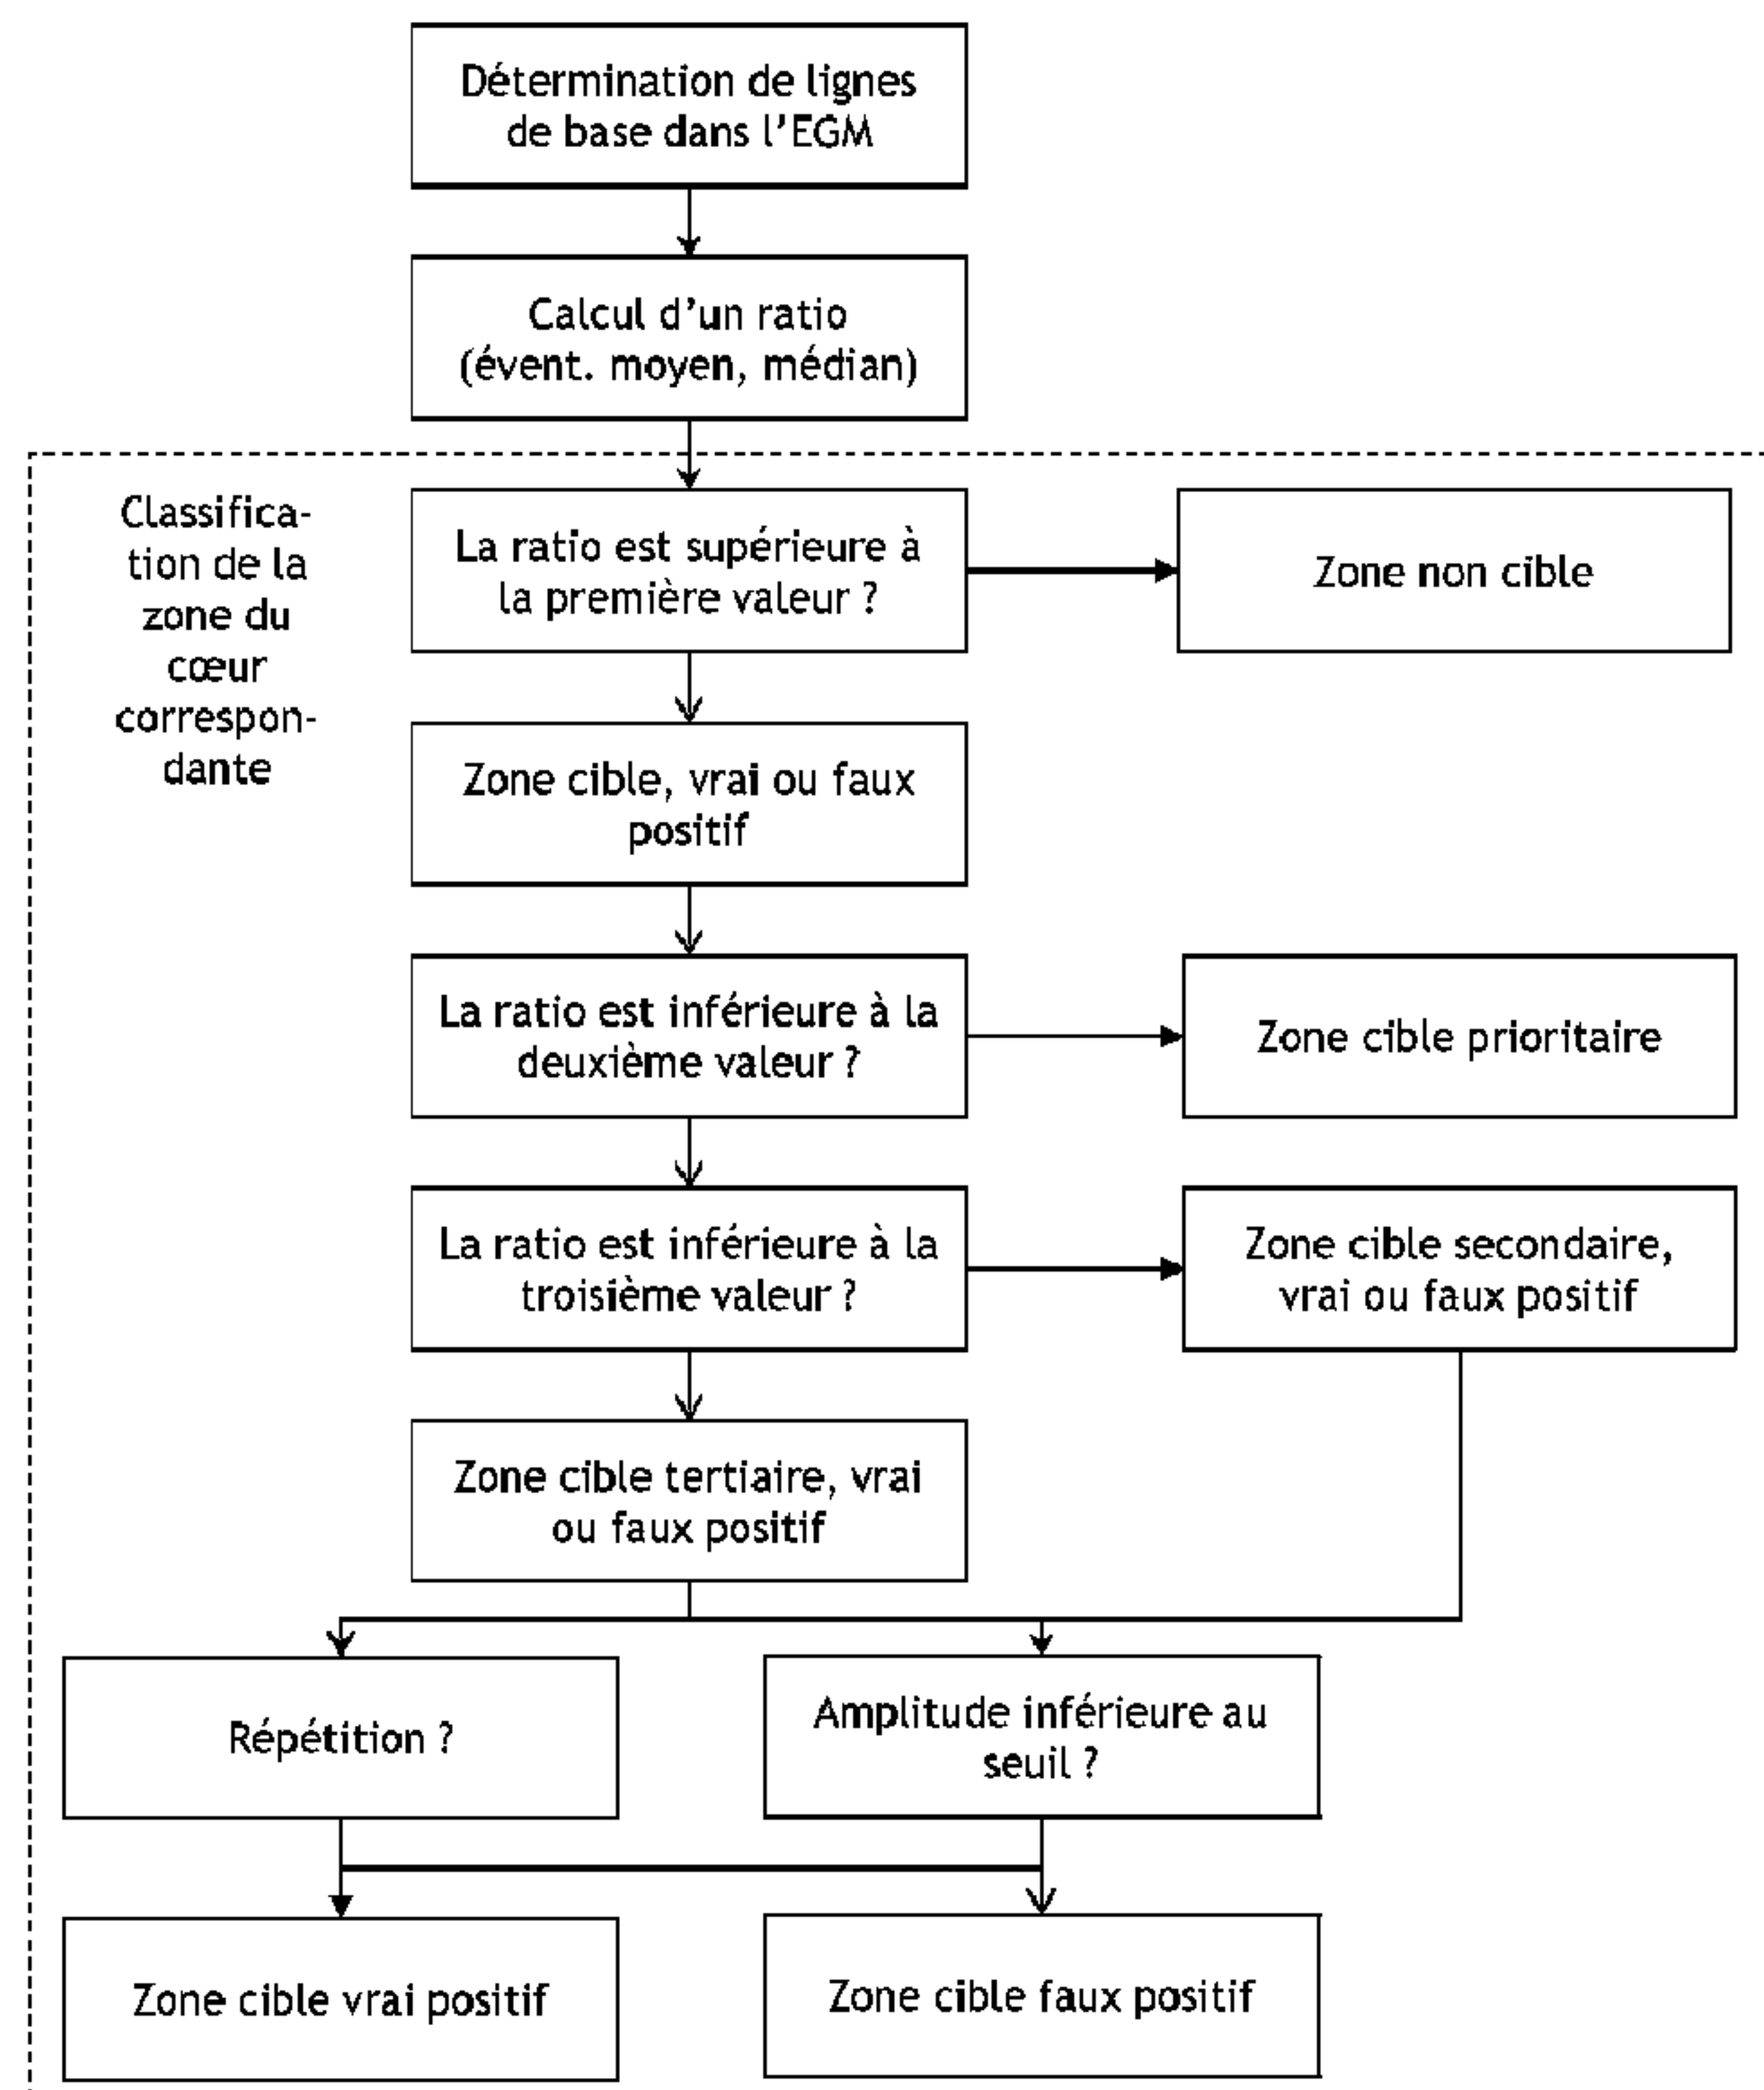 Détermination de lignes
de base dans l'EGM
Calcul d'un ratio
(évent. moyen, médian)
Classifica-
tion de la
zone du
cœur
correspon-
dante
La ratio est supérieure à
la première valeur ?
Zone non cible
Zone cible, vrai ou faux
positif
La ratio est inférieure à la
deuxième valeur ?
Zone cible prioritaire
La ratio est inférieure à la
troisième valeur ?
Zone cible secondaire,
vrai ou faux positif
Zone cible tertiaire, vrai
ou faux positif
Répétition ?
Amplitude inférieure au
seuil ?
Zone cible vrai positif
Zone cible faux positif